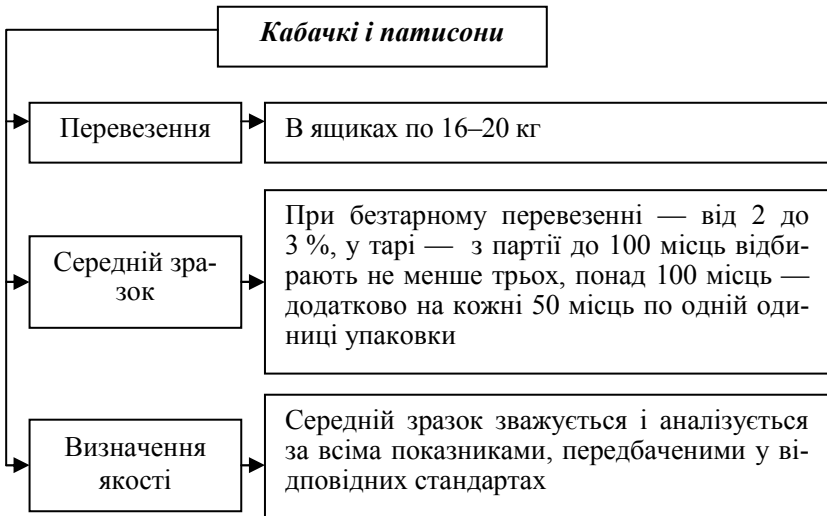 Кабачкі і патисони
Перевезення
В ящиках по 16–20 кг
Середній зра-
зок
При безтарному перевезенні — від 2 до
3 %, у тарі — з партії до 100 місць відби-
рають не менше трьох, понад 100 місць —
додатково на кожні 50 місць по одній оди-
ниці упаковки
Визначення
якості
Середній зразок зважується і аналізується
за всіма показниками, передбаченими у ві-
дповідних стандартах